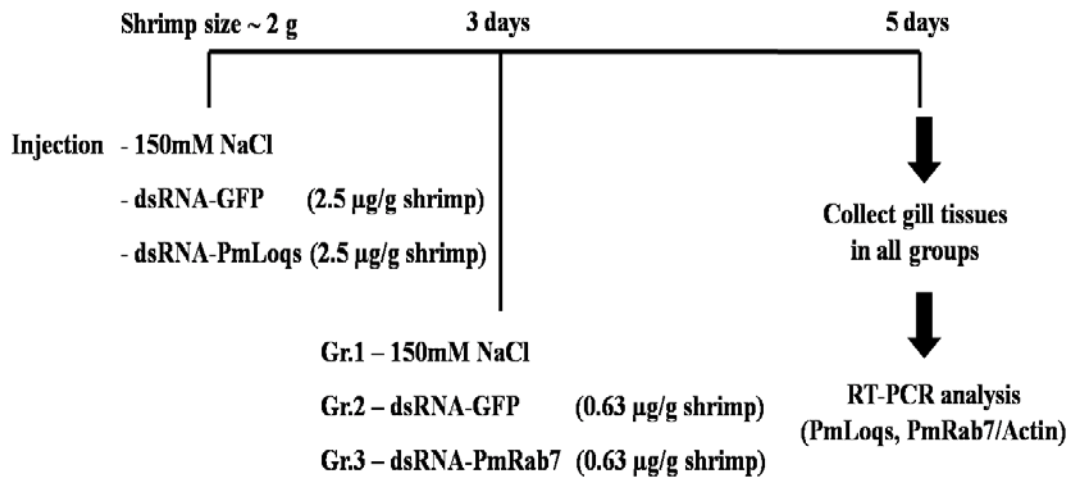 Shrimp size ~ 2 g
3 days
5 days
Injection - 150mM NaCl
- dsRNA-GFP (2.5 µg/g shrimp)
- dsRNA-PmLoqs (2.5 µg/g shrimp)
Gr.1 – 150mM NaCl
Gr.2 – dsRNA-GFP (0.63 µg/g shrimp)
Gr.3 – dsRNA-PmRab7 (0.63 µg/g shrimp)
Collect gill tissues
in all groups
RT-PCR analysis
(PmLoqs, PmRab7/Actin)